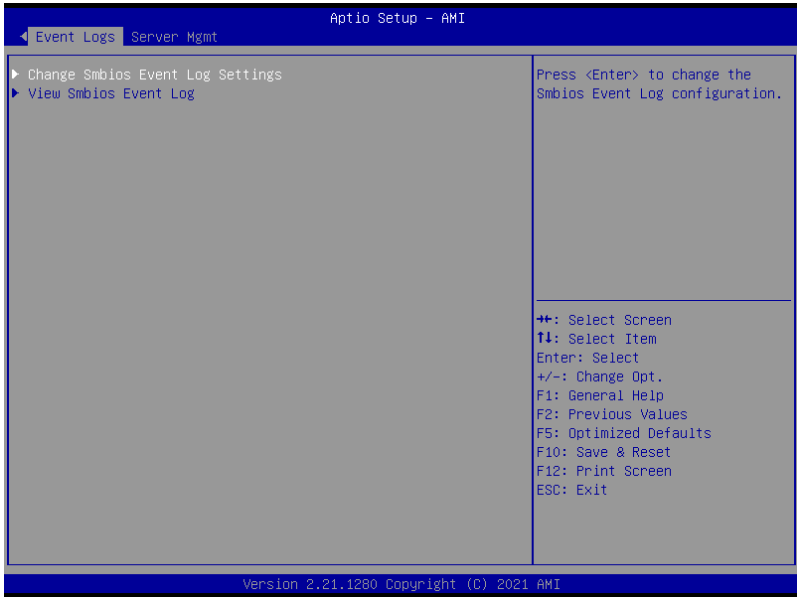 Aptio Setup – AMI
Event Logs Server Mgmt
Change Smbios Event Log Settings
View Smbios Event Log
Press <Enter> to change the
Smbios Event Log configuration.
→←: Select Screen
↑↓: Select Item
Enter: Select
+/-: Change Opt.
F1: General Help
F2: Previous Values
F5: Optimized Defaults
F10: Save & Reset
F12: Print Screen
ESC: Exit
Version 2.21.1280 Copyright (C) 2021 AMI